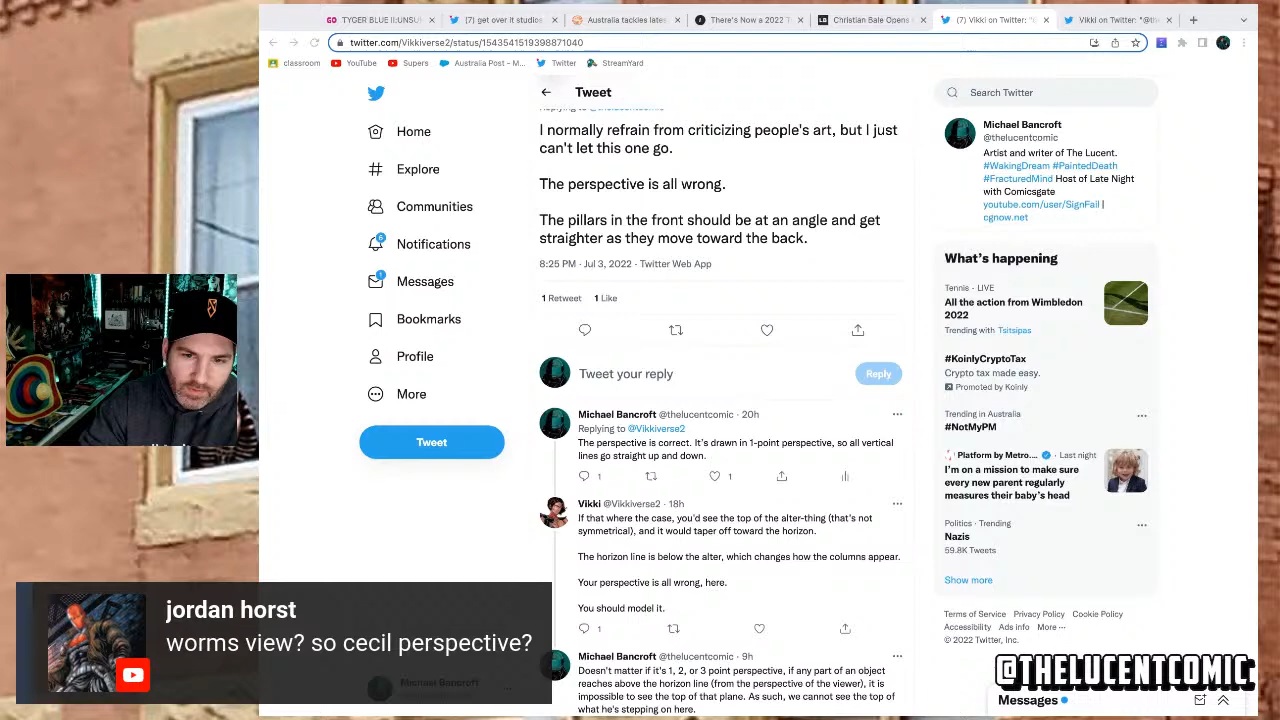 TYGER BLUE II:UNSU
(7) get over it studios
Australia tackles lates
There's Now a 2022 'T
Christian Bale Opens
(7) Vikki on Twitter: "
Vikki on Twitter: "@the
twitter.com/Vikkiverse2/status/1543541519398871040
classroom
YouTube
Supers
Australia Post – M...
Twitter
StreamYard
Home
Explore
Communities
6
Notifications
1
Messages
Bookmarks
Profile
More
Tweet
Tweet
I normally refrain from criticizing people's art, but I just
can't let this one go.
The perspective is all wrong.
The pillars in the front should be at an angle and get
straighter as they move toward the back.
8:25 PM · Jul 3, 2022 · Twitter Web App
1 Retweet 1 Like
Tweet your reply
Reply
Michael Bancroft @thelucentcomic · 20h
Replying to @Vikkiverse2
The perspective is correct. It's drawn in 1-point perspective, so all vertical
lines go straight up and down.
1
1
Vikki @Vikkiverse2 · 18h
If that where the case, you'd see the top of the alter-thing (that's not
symmetrical), and it would taper off toward the horizon.
The horizon line is below the alter, which changes how the columns appear.
Your perspective is all wrong, here.
You should model it.
1
Michael Bancroft @thelucentcomic · 9h
Doesn't matter if it's 1, 2, or 3 point perspective, if any part of an object
reaches above the horizon line (from the perspective of the viewer), it is
impossible to see the top of that plane. As such, we cannot see the top of
what he's stepping on here.
Search Twitter
Michael Bancroft
@thelucentcomic
Artist and writer of The Lucent.
#WakingDream #PaintedDeath
#FracturedMind Host of Late Night
with Comicsgate
youtube.com/user/SignFail |
cgnow.net
What's happening
Tennis · LIVE
All the action from Wimbledon
2022
Trending with Tsitsipas
#KoinlyCryptoTax
Crypto tax made easy.
Promoted by Koinly
Trending in Australia
#NotMyPM
Platform by Metro.... · Last night
I'm on a mission to make sure
every new parent regularly
measures their baby's head
Politics · Trending
Nazis
59.8K Tweets
Show more
Terms of Service Privacy Policy Cookie Policy
Accessibility Ads info More ···
© 2022 Twitter, Inc.
Messages
@THELUCENTCOMIC
jordan horst
worms view? so cecil perspective?
Michael Bancroft